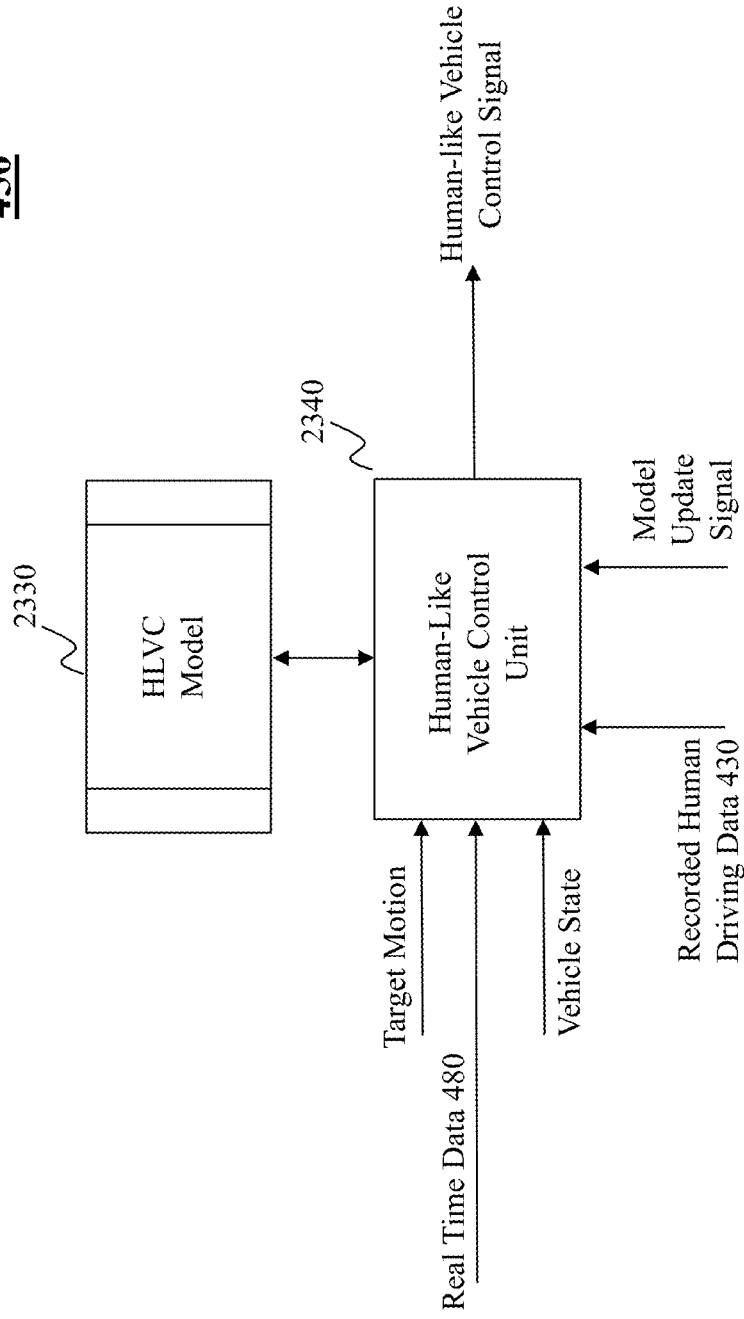 2330
HLVC
Model
2340
Target Motion
Real Time Data 480
Vehicle State
Human-Like
Vehicle Control
Unit
Human-like Vehicle
Control Signal
Recorded Human
Driving Data 430
Model
Update
Signal